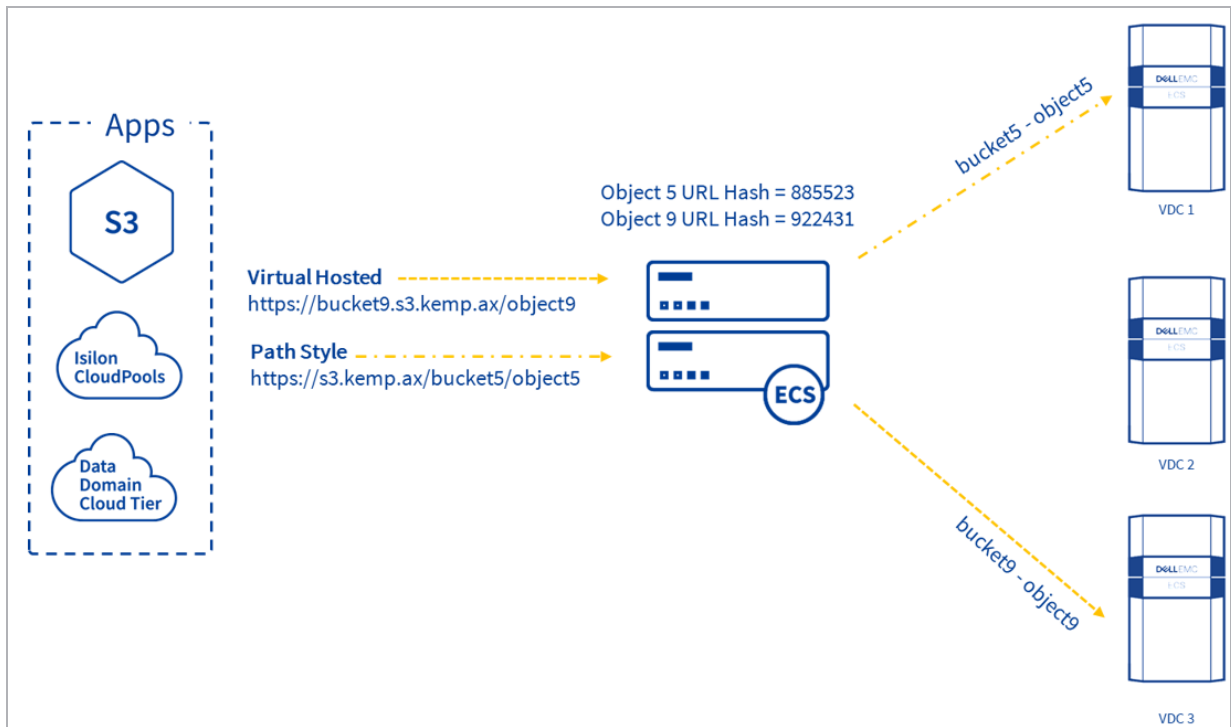 Apps
S3
Isilon
CloudPools
Data
Domain
Cloud Tier
Virtual Hosted
https://bucket9.s3.kemp.ax/object9
Path Style
https://s3.kemp.ax/bucket5/object5
Object 5 URL Hash = 885523
Object 9 URL Hash = 922431
ECS
bucket5 - object5
bucket9 - object9
DELLEMC
ECS
VDC 1
DELLEMC
ECS
VDC 2
DELLEMC
ECS
VDC 3